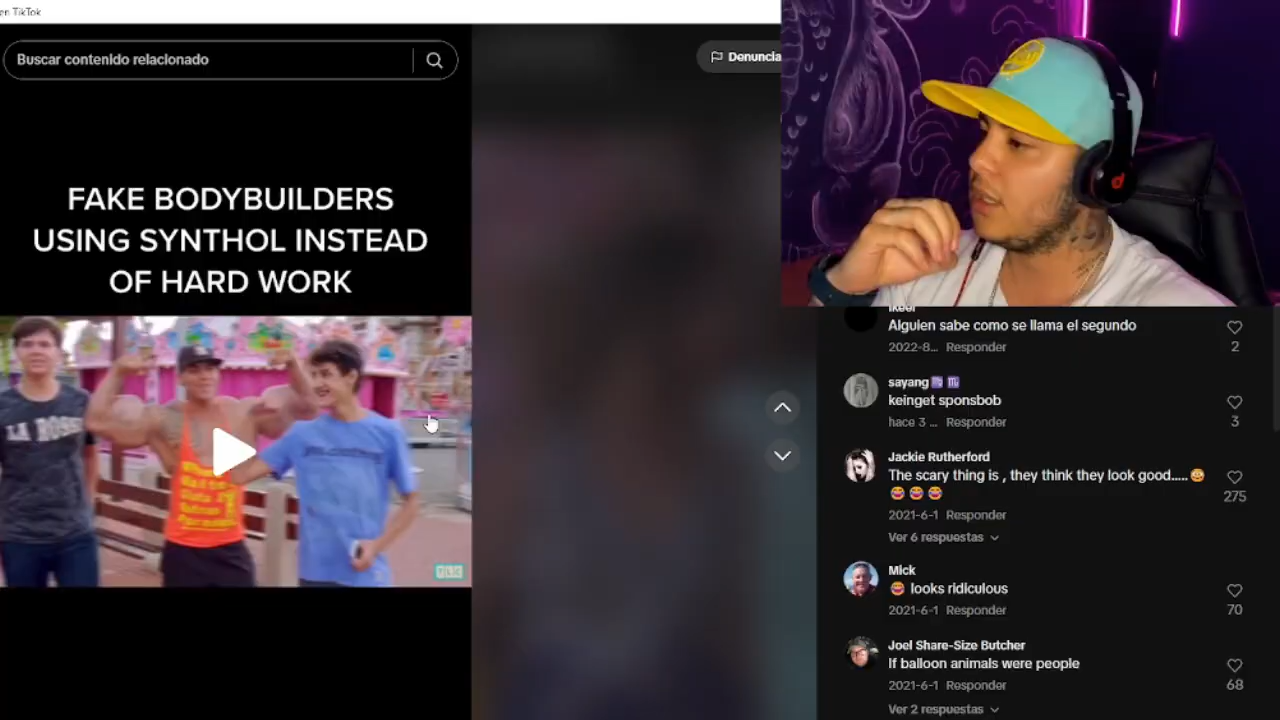 en TikTok
Buscar contenido relacionado
Denuncia
FAKE BODYBUILDERS
USING SYNTHOL INSTEAD
OF HARD WORK
LA ROSS
TLC
Alguien sabe como se llama el segundo
2022-8... Responder
2
sayang
keinget sponsbob
hace 3 ... Responder
3
Jackie Rutherford
The scary thing is , they think they look good.....
275
2021-6-1 Responder
Ver 6 respuestas
Mick
looks ridiculous
2021-6-1 Responder
70
Joel Share-Size Butcher
If balloon animals were people
2021-6-1 Responder
68
Ver 2 respuestas